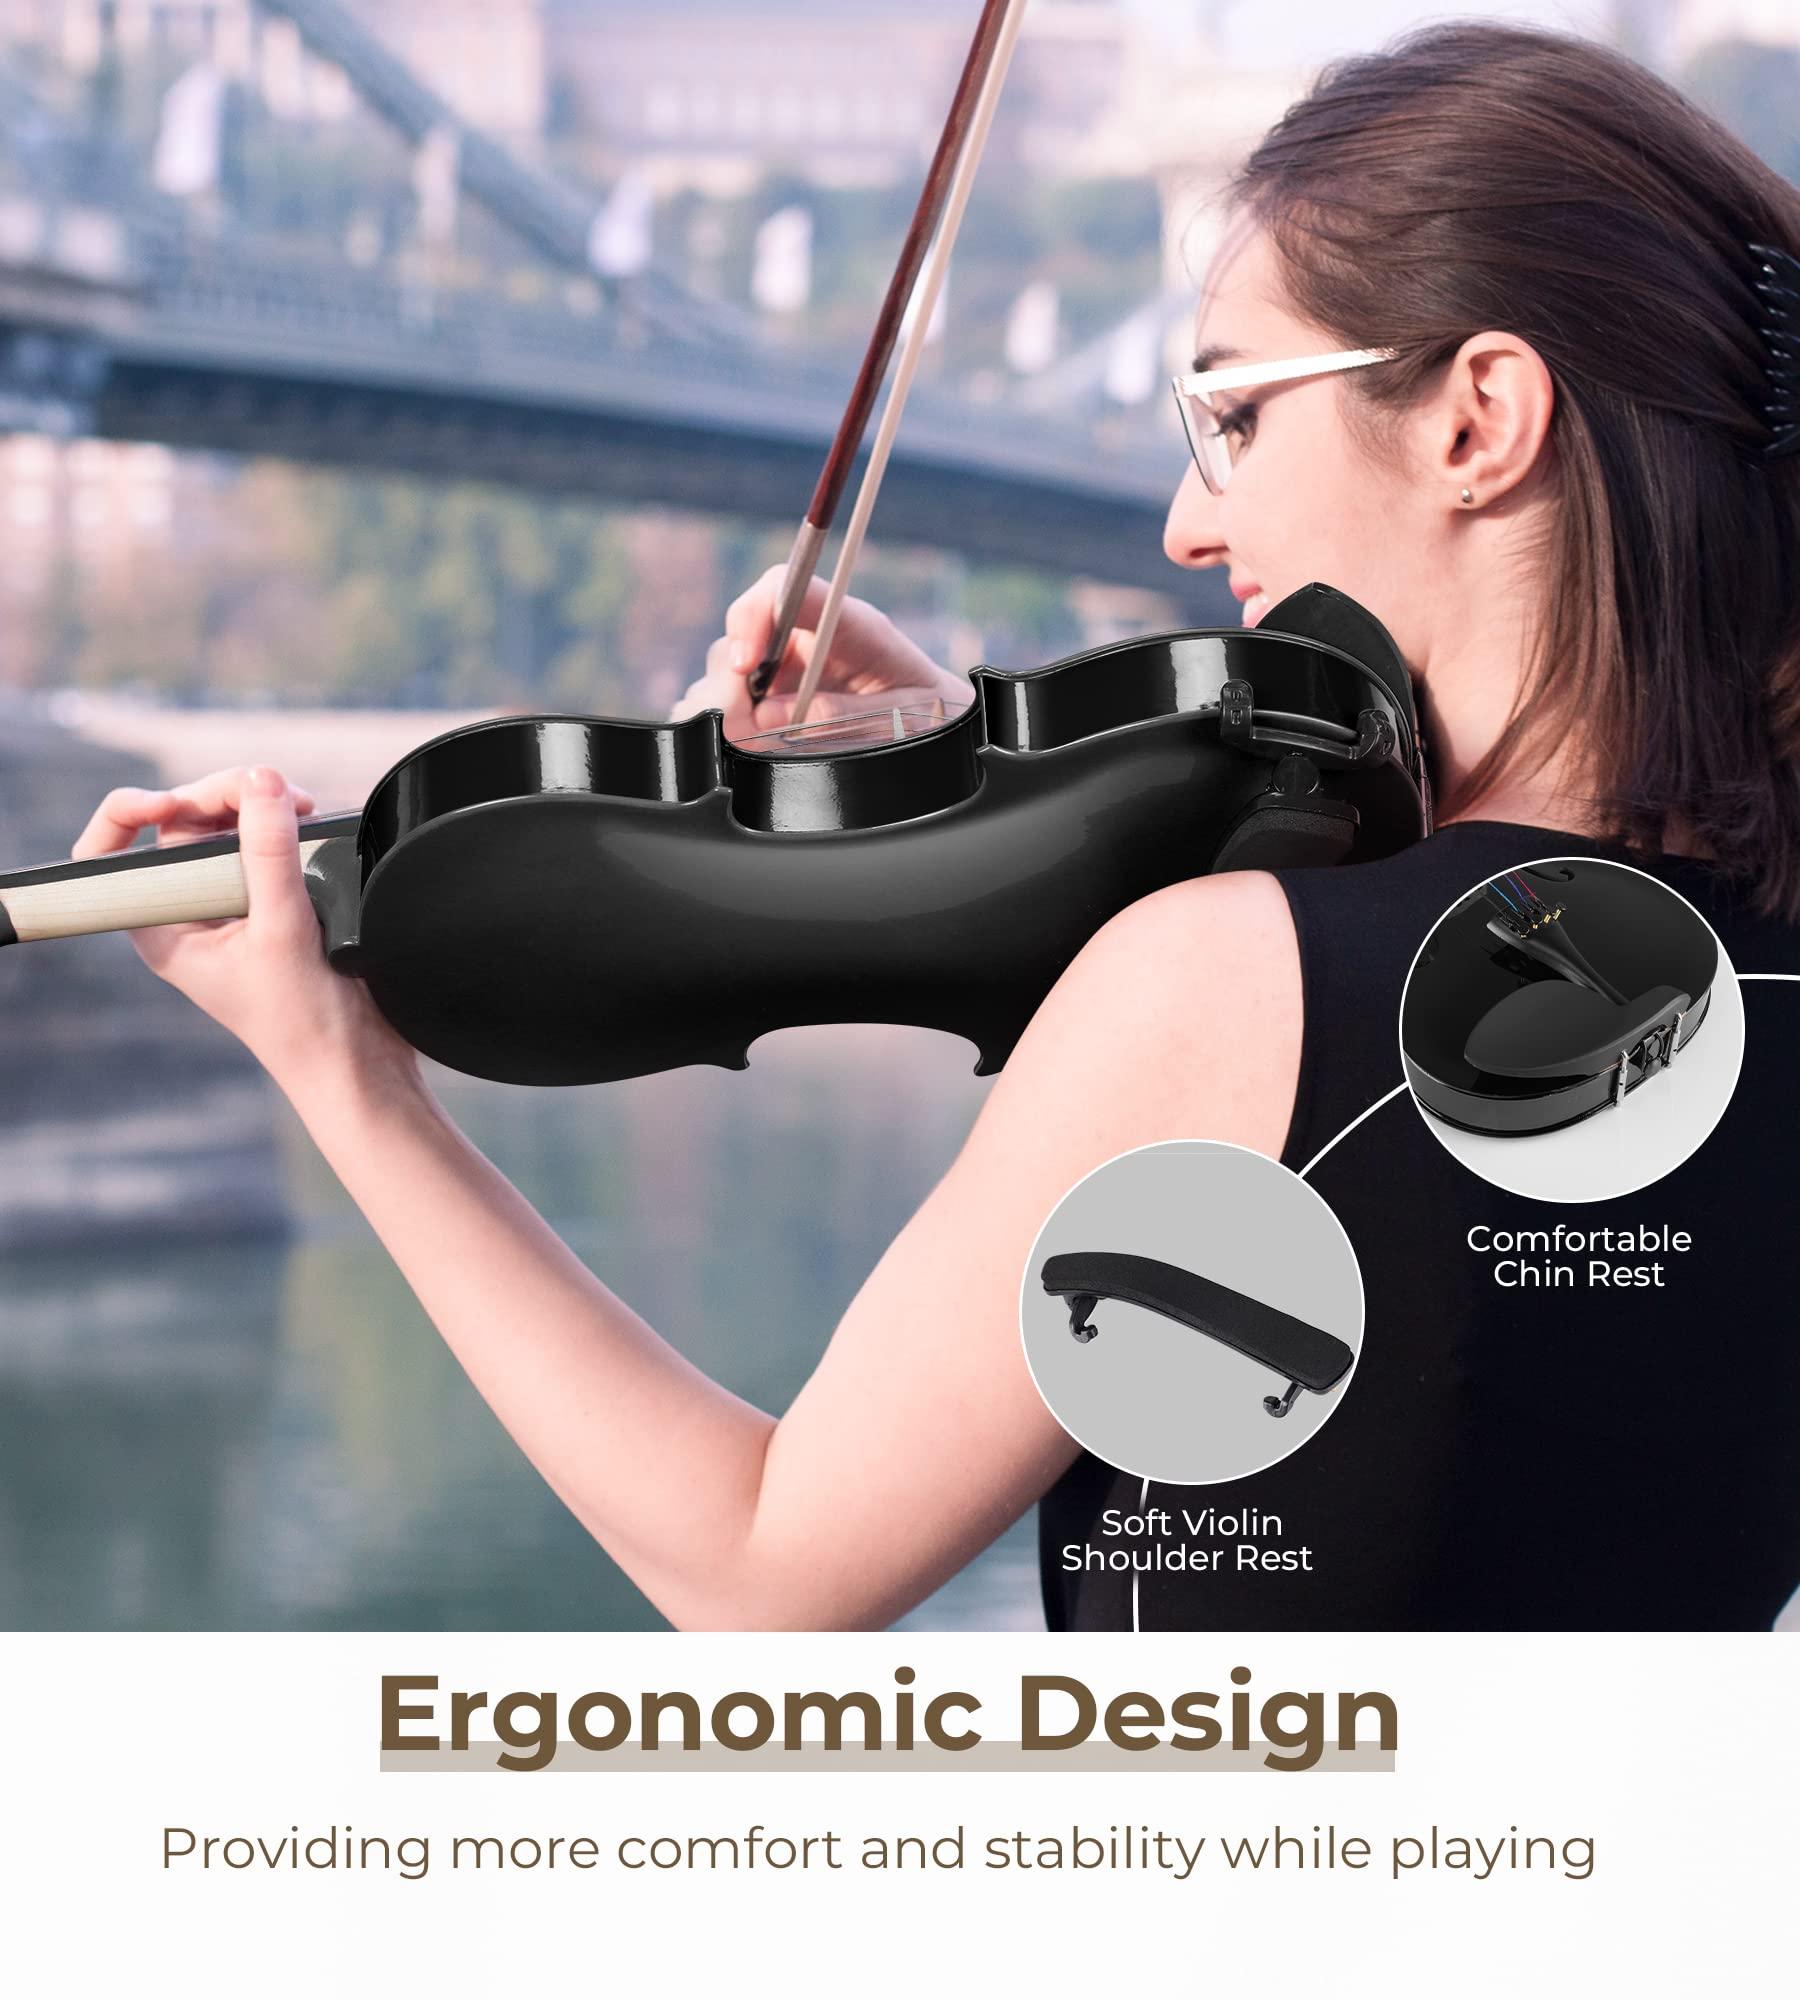 Comfortable
Chin Rest
Soft Violin
Shoulder Rest
Ergonomic Design
Providing more comfort and stability while playing